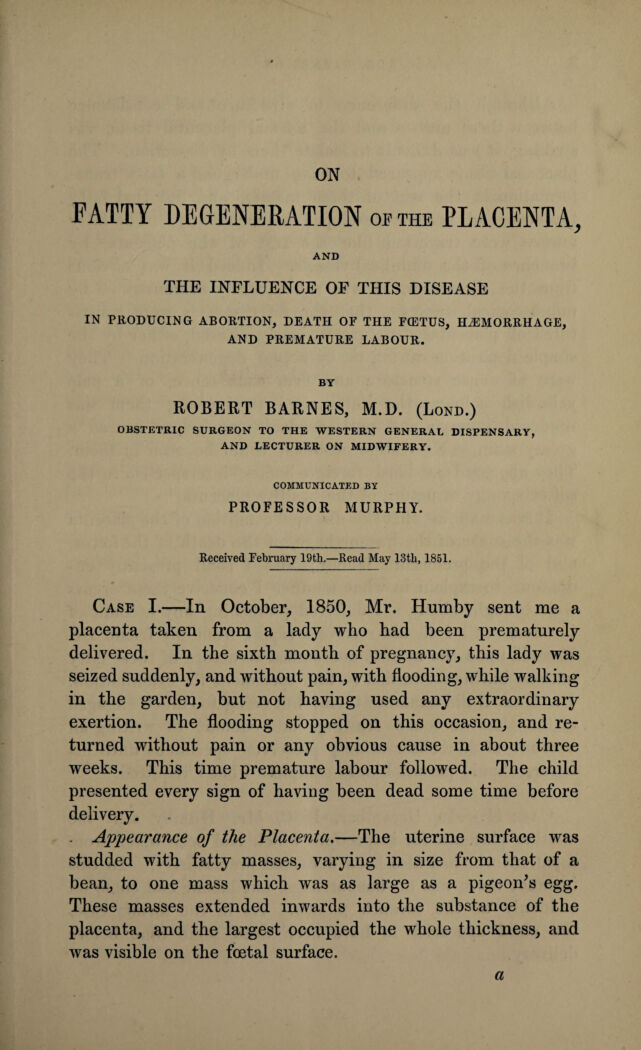 ON
FATTY DEGENERATION OF THE PLACENTA,
AND
THE INFLUENCE OF THIS DISEASE
IN PRODUCING ABORTION, DEATH OF THE FŒTUS, HÆMORRHAGE,
AND PREMATURE LABOUR.
BY
ROBERT BARNES, M.D. (Lond.)
OBSTETRIC SURGEON TO THE WESTERN GENERAL DISPENSARY,
AND LECTURER ON MIDWIFERY.
COMMUNICATED BY
PROFESSOR MURPHY.
Received February 19th.—Read May 13th, 1851.
Case I.—In October, 1850, Mr. Humby sent me a
placenta taken from a lady who had been prematurely
delivered. In the sixth month of pregnancy, this lady was
seized suddenly, and without pain, with flooding, while walking
in the garden, but not having used any extraordinary
exertion. The flooding stopped on this occasion, and re-
turned without pain or any obvious cause in about three
weeks. This time premature labour followed. The child
presented every sign of having been dead some time before
delivery.
Appearance of the Placenta.—The uterine surface was
studded with fatty masses, varying in size from that of a
bean, to one mass which was as large as a pigeon's egg.
These masses extended inwards into the substance of the
placenta, and the largest occupied the whole thickness, and
was visible on the fœtal surface.
a